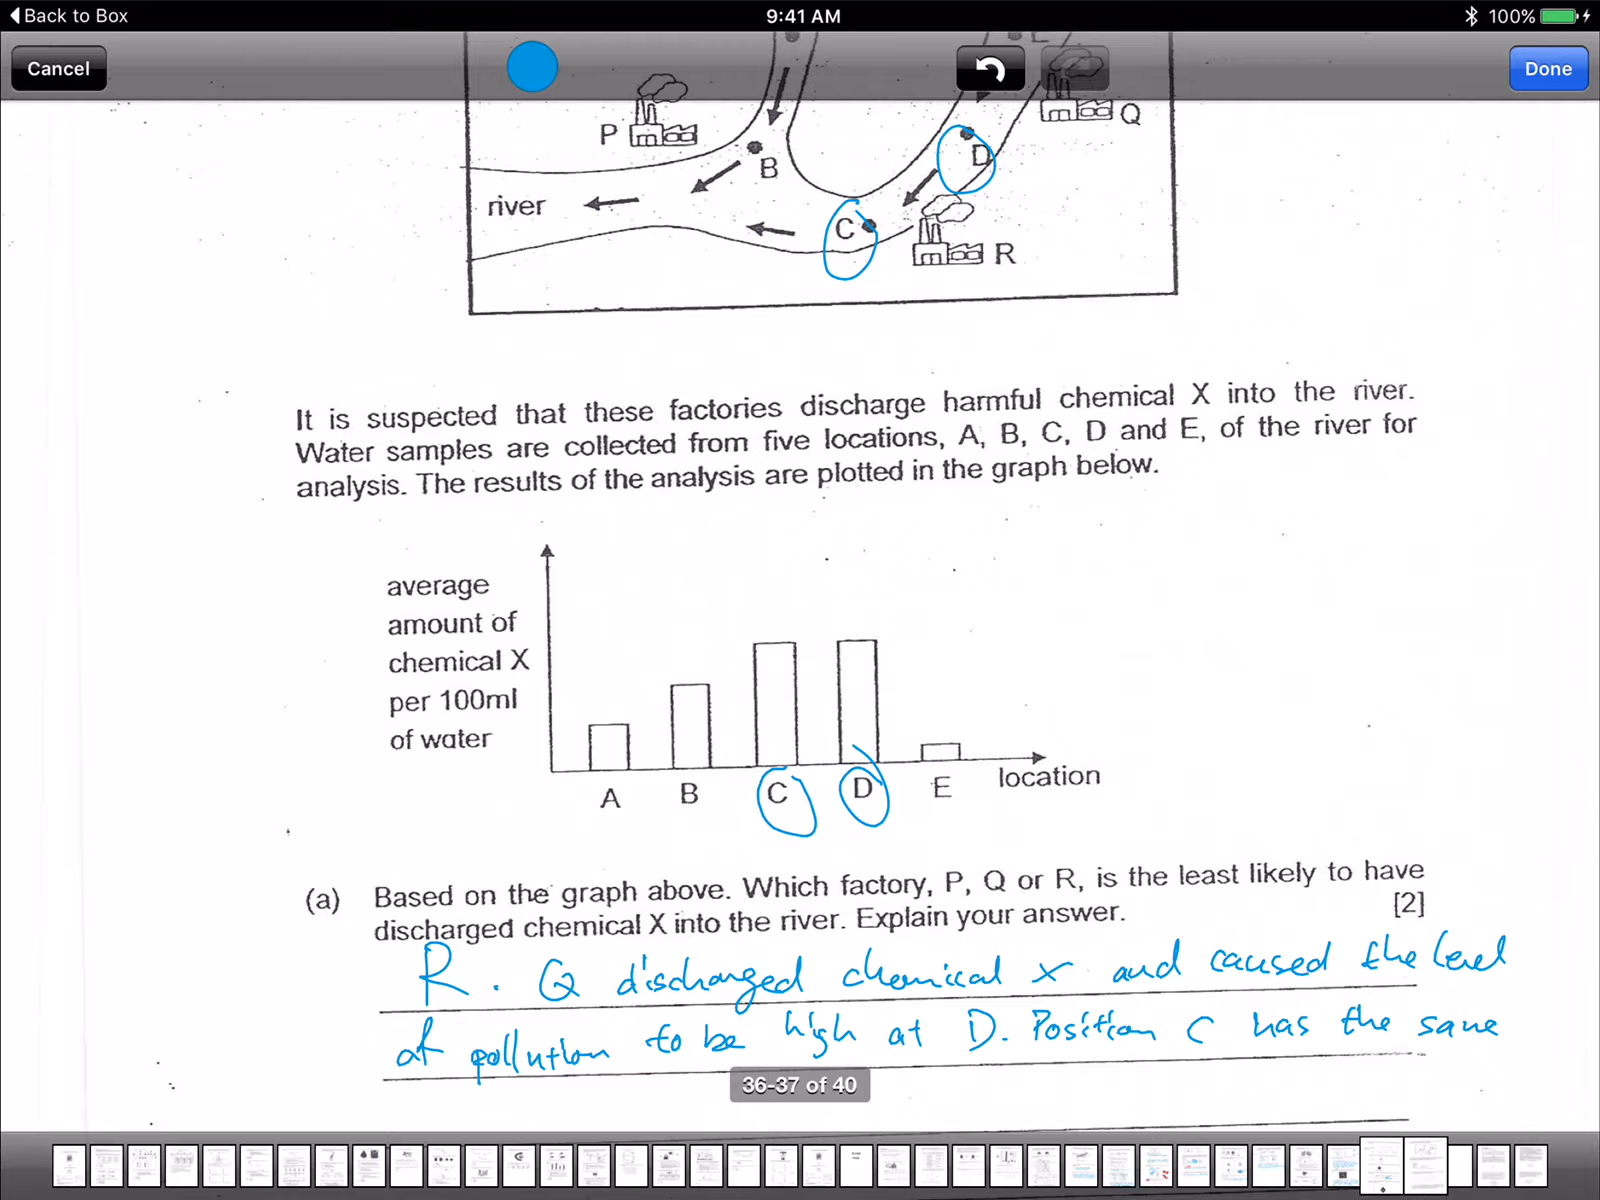 Back to Box
9:41 AM
100%
Cancel
Done
P
Q
B
D
river
C
R
It is suspected that these factories discharge harmful chemical X into the river.
Water samples are collected from five locations, A, B, C, D and E, of the river for
analysis. The results of the analysis are plotted in the graph below.
average
amount of
chemical X
per 100ml
of water
A
B
C
D
E
location
(a) Based on the graph above. Which factory, P, Q or R, is the least likely to have
discharged chemical X into the river. Explain your answer. [2]
R. Q discharged chemical x and caused the level
of pollution to be high at D. Position C has the same
36-37 of 40